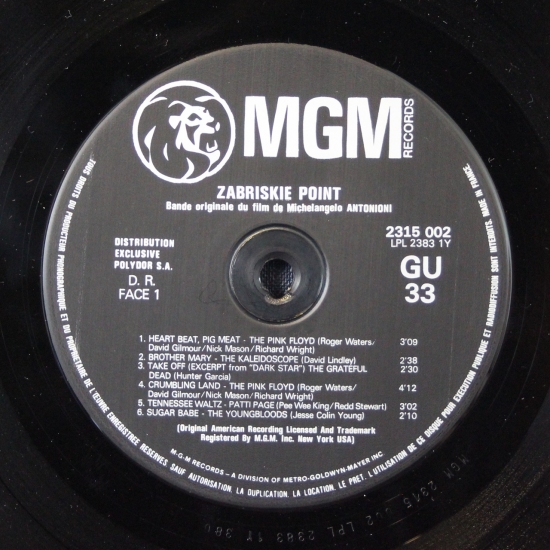 MGM
RECORDS
ZABRISKIE POINT
Bande originale du film de Michelangelo ANTONIONI
DISTRIBUTION
EXCLUSIVE
POLYDOR S.A.
D. R.
FACE 1
2315 002
LPL 2383 1Y
GU
33
1. HEART BEAT, PIG MEAT - THE PINK FLOYD (Roger Waters/
David Gilmour/Nick Mason/Richard Wright) 3'09
2. BROTHER MARY - THE KALEIDOSCOPE (David Lindley) 2'38
3. TAKE OFF (EXCERPT from "DARK STAR") THE GRATEFUL 2'30
DEAD (Hunter Garcia)
4. CRUMBLING LAND - THE PINK FLOYD (Roger Waters/ 4'12
David Gilmour/Nick Mason/Richard Wright)
5. TENNESSEE WALTZ - PATTI PAGE (Pee Wee King/Redd Stewart) 3'02
6. SUGAR BABE - THE YOUNGBLOODS (Jesse Colin Young) 2'10
(Original American Recording Licensed And Trademark
Registered By M.G.M. Inc. New York USA)
M-G-M RECORDS – A DIVISION OF METRO-GOLDWYN-MAYER INC
TOUS DROITS DU PRODUCTEUR PHONOGRAPHIQUE ET DU PROPRIETAIRE DE L'ŒUVRE ENREGISTREE RESERVES SAUF AUTORISATION. LA DUPLICATION. LA LOCATION. LE PRET. L'UTILISATION DE CE DISQUE POUR EXECUTION PUBLIQUE ET RADIODIFFUSION SONT INTERDITS. MADE IN FRANCE.
MGM 2315 002 LPL 2383 1Y